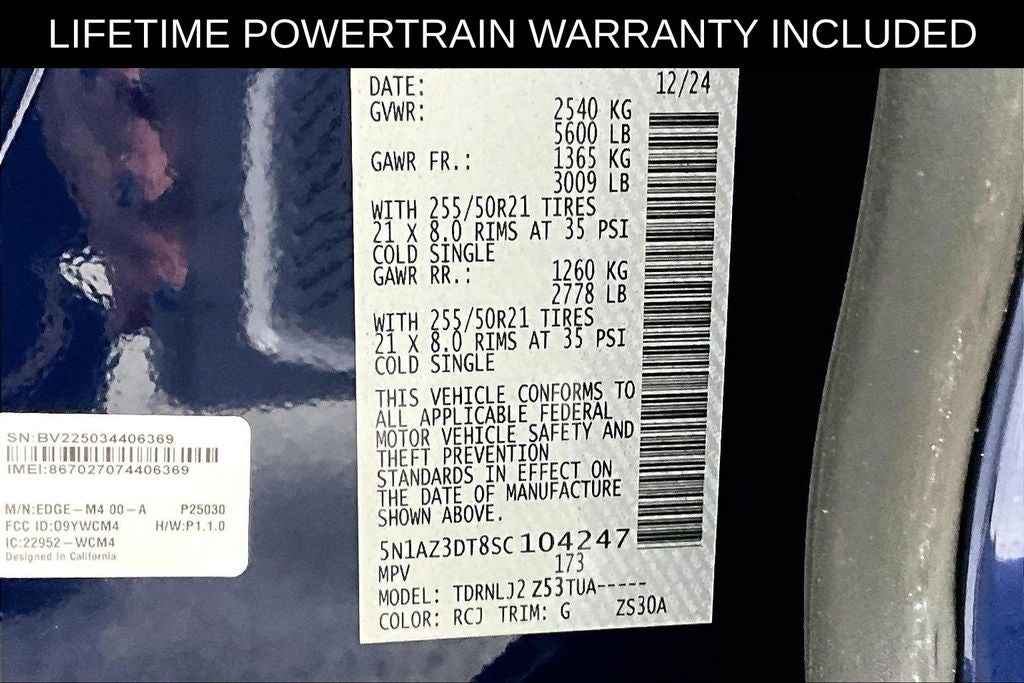 LIFETIME POWERTRAIN WARRANTY INCLUDED
DATE: 12/24
GVWR: 2540 KG
5600 LB
GAWR FR.: 1365 KG
3009 LB
WITH 255/50R21 TIRES
21 X 8.0 RIMS AT 35 PSI
COLD SINGLE
GAWR RR.: 1260 KG
2778 LB
WITH 255/50R21 TIRES
21 X 8.0 RIMS AT 35 PSI
COLD SINGLE
THIS VEHICLE CONFORMS TO
ALL APPLICABLE FEDERAL
MOTOR VEHICLE SAFETY AND
THEFT PREVENTION
STANDARDS IN EFFECT ON
THE DATE OF MANUFACTURE
SHOWN ABOVE.
5N1AZ3DT8SC104247
MPV 173
MODEL: TDRNLJ2 Z53TUA-----
COLOR: RCJ TRIM: G ZS30A
SN:BV225034406369
IMEI:867027074406369
M/N:EDGE-M4 00-A P25030
FCC ID:O9YWCM4 H/W:P1.1.0
IC:22952-WCM4
Designed in California